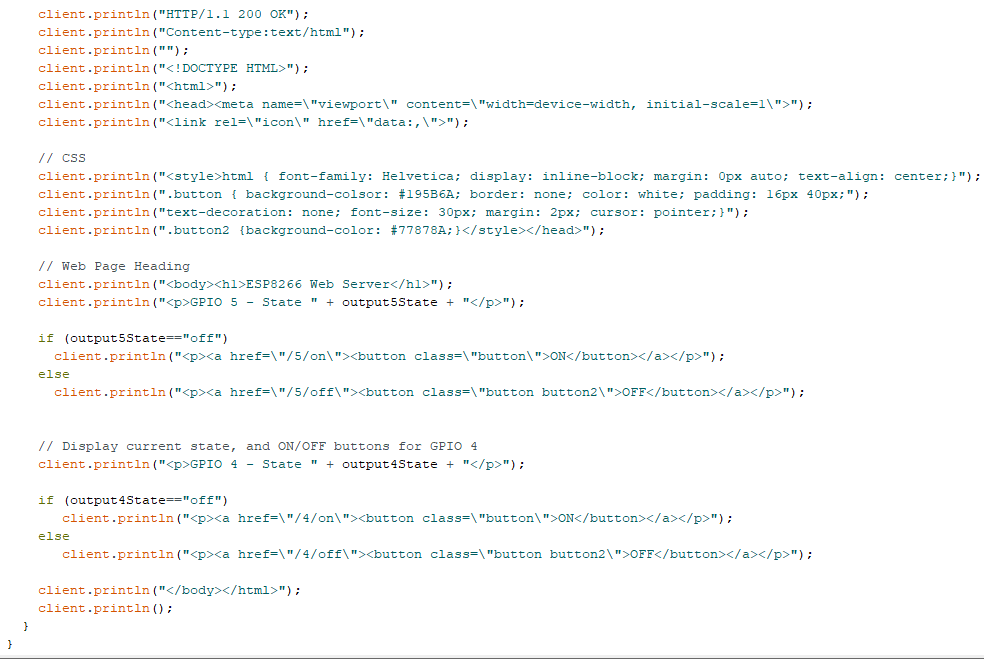 client.println("HTTP/1.1 200 OK");
client.println("Content-type:text/html");
client.println("");
client.println("<!DOCTYPE HTML>");
client.println("<html>");
client.println("<head><meta name=\"viewport\" content=\"width=device-width, initial-scale=1\">");
client.println("<link rel=\"icon\" href=\"data:,\">");
// CSS
client.println("<style>html { font-family: Helvetica; display: inline-block; margin: 0px auto; text-align: center;}");
client.println(".button { background-colsor: #195B6A; border: none; color: white; padding: 16px 40px;");
client.println("text-decoration: none; font-size: 30px; margin: 2px; cursor: pointer;}");
client.println(".button2 {background-color: #77878A;}</style></head>");
// Web Page Heading
client.println("<body><h1>ESP8266 Web Server</h1>");
client.println("<p>GPIO 5 - State " + output5State + "</p>");
if (output5State=="off")
client.println("<p><a href=\"/5/on\"><button class=\"button\">ON</button></a></p>");
else
client.println("<p><a href=\"/5/off\"><button class=\"button button2\">OFF</button></a></p>");
// Display current state, and ON/OFF buttons for GPIO 4
client.println("<p>GPIO 4 - State " + output4State + "</p>");
if (output4State=="off")
client.println("<p><a href=\"/4/on\"><button class=\"button\">ON</button></a></p>");
else
client.println("<p><a href=\"/4/off\"><button class=\"button button2\">OFF</button></a></p>");
client.println("</body></html>");
client.println();
}
}